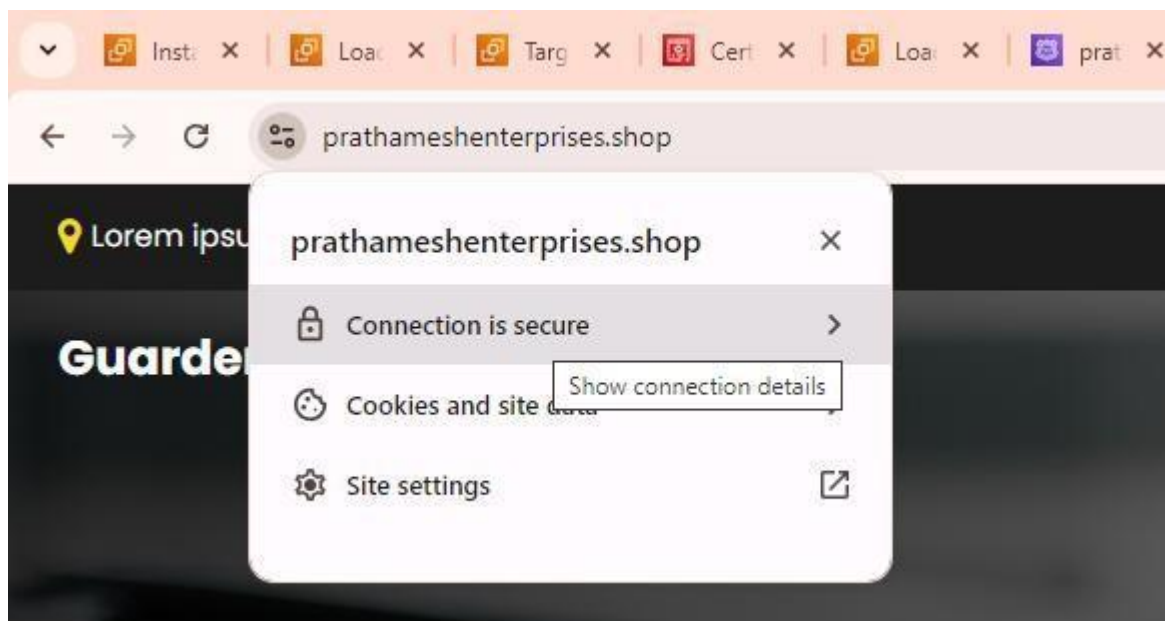 Inst
Loa
Targ
Cert
Loa
prat
prathameshenterprises.shop
Lorem ipsu
prathameshenterprises.shop
Connection is secure
Guarde
Show connection details
Cookies and site data
Site settings